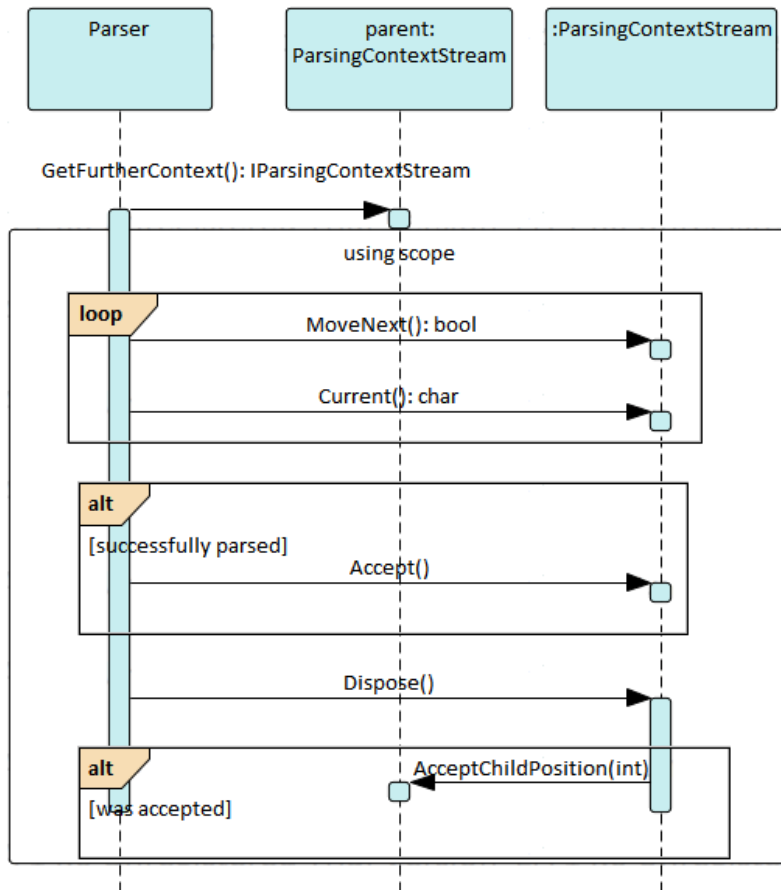 Parser
parent:
ParsingContextStream
:ParsingContextStream
GetFurtherContext(): IParsingContextStream
using scope
loop
MoveNext(): bool
Current(): char
alt
[successfully parsed]
Accept()
Dispose()
alt
AcceptChildPosition(int)
[was accepted]